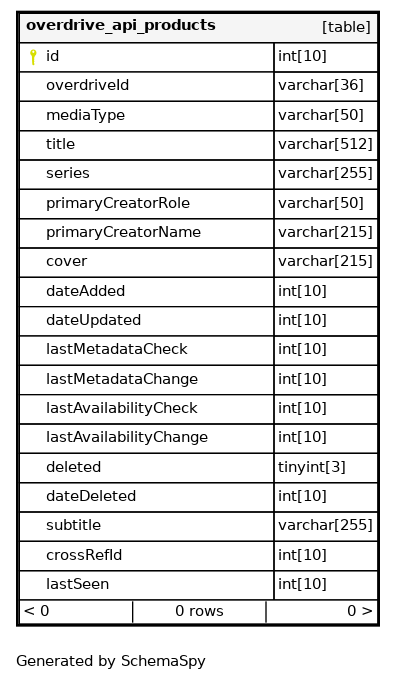 overdrive_api_products [table]
id int[10]
overdriveId varchar[36]
mediaType varchar[50]
title varchar[512]
series varchar[255]
primaryCreatorRole varchar[50]
primaryCreatorName varchar[215]
cover varchar[215]
dateAdded int[10]
dateUpdated int[10]
lastMetadataCheck int[10]
lastMetadataChange int[10]
lastAvailabilityCheck int[10]
lastAvailabilityChange int[10]
deleted tinyint[3]
dateDeleted int[10]
subtitle varchar[255]
crossRefId int[10]
lastSeen int[10]
< 0 0 rows 0 >
Generated by SchemaSpy